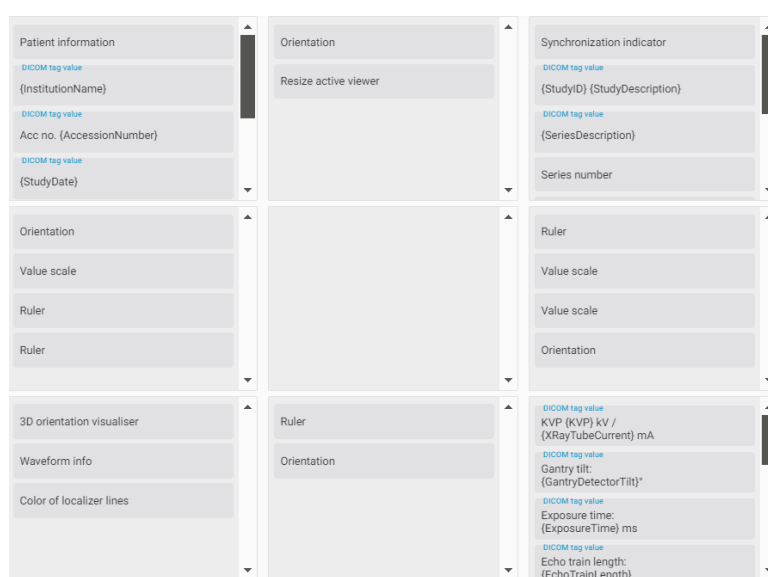 Patient information
DICOM tag value
{InstitutionName}
DICOM tag value
Acc no. {AccessionNumber}
DICOM tag value
{StudyDate}
Orientation
Resize active viewer
Synchronization indicator
DICOM tag value
{StudyID} {StudyDescription}
DICOM tag value
{SeriesDescription}
Series number
Orientation
Value scale
Ruler
Ruler
Ruler
Value scale
Value scale
Orientation
3D orientation visualiser
Waveform info
Color of localizer lines
Ruler
Orientation
DICOM tag value
KVP {KVP} kV /
{XRayTubeCurrent} mA
DICOM tag value
Gantry tilt:
{GantryDetectorTilt}°
DICOM tag value
Exposure time:
{ExposureTime} ms
DICOM tag value
Echo train length:
{EchoTrainLength}